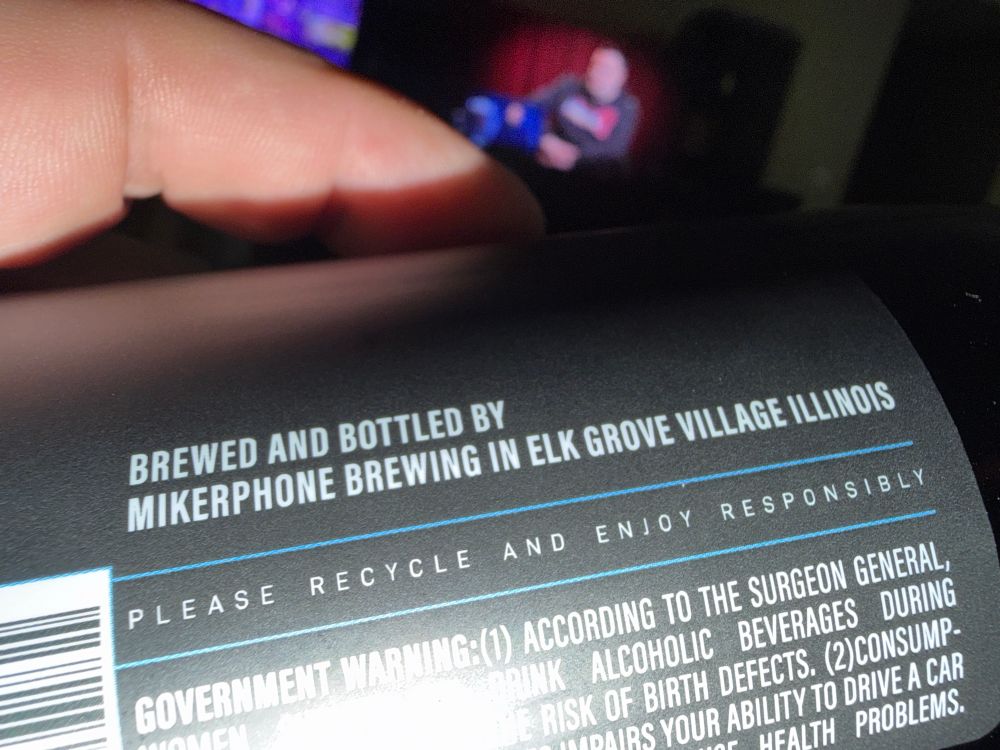 BREWED AND BOTTLED BY
MIKERPHONE BREWING IN ELK GROVE VILLAGE ILLINOIS
PLEASE RECYCLE AND ENJOY RESPONSIBLY
GOVERNMENT WARNING:(1) ACCORDING TO THE SURGEON GENERAL,
WOMEN DRINK ALCOHOLIC BEVERAGES DURING
RISK OF BIRTH DEFECTS. (2)CONSUMP-
IMPAIRS YOUR ABILITY TO DRIVE A CAR
HEALTH PROBLEMS.